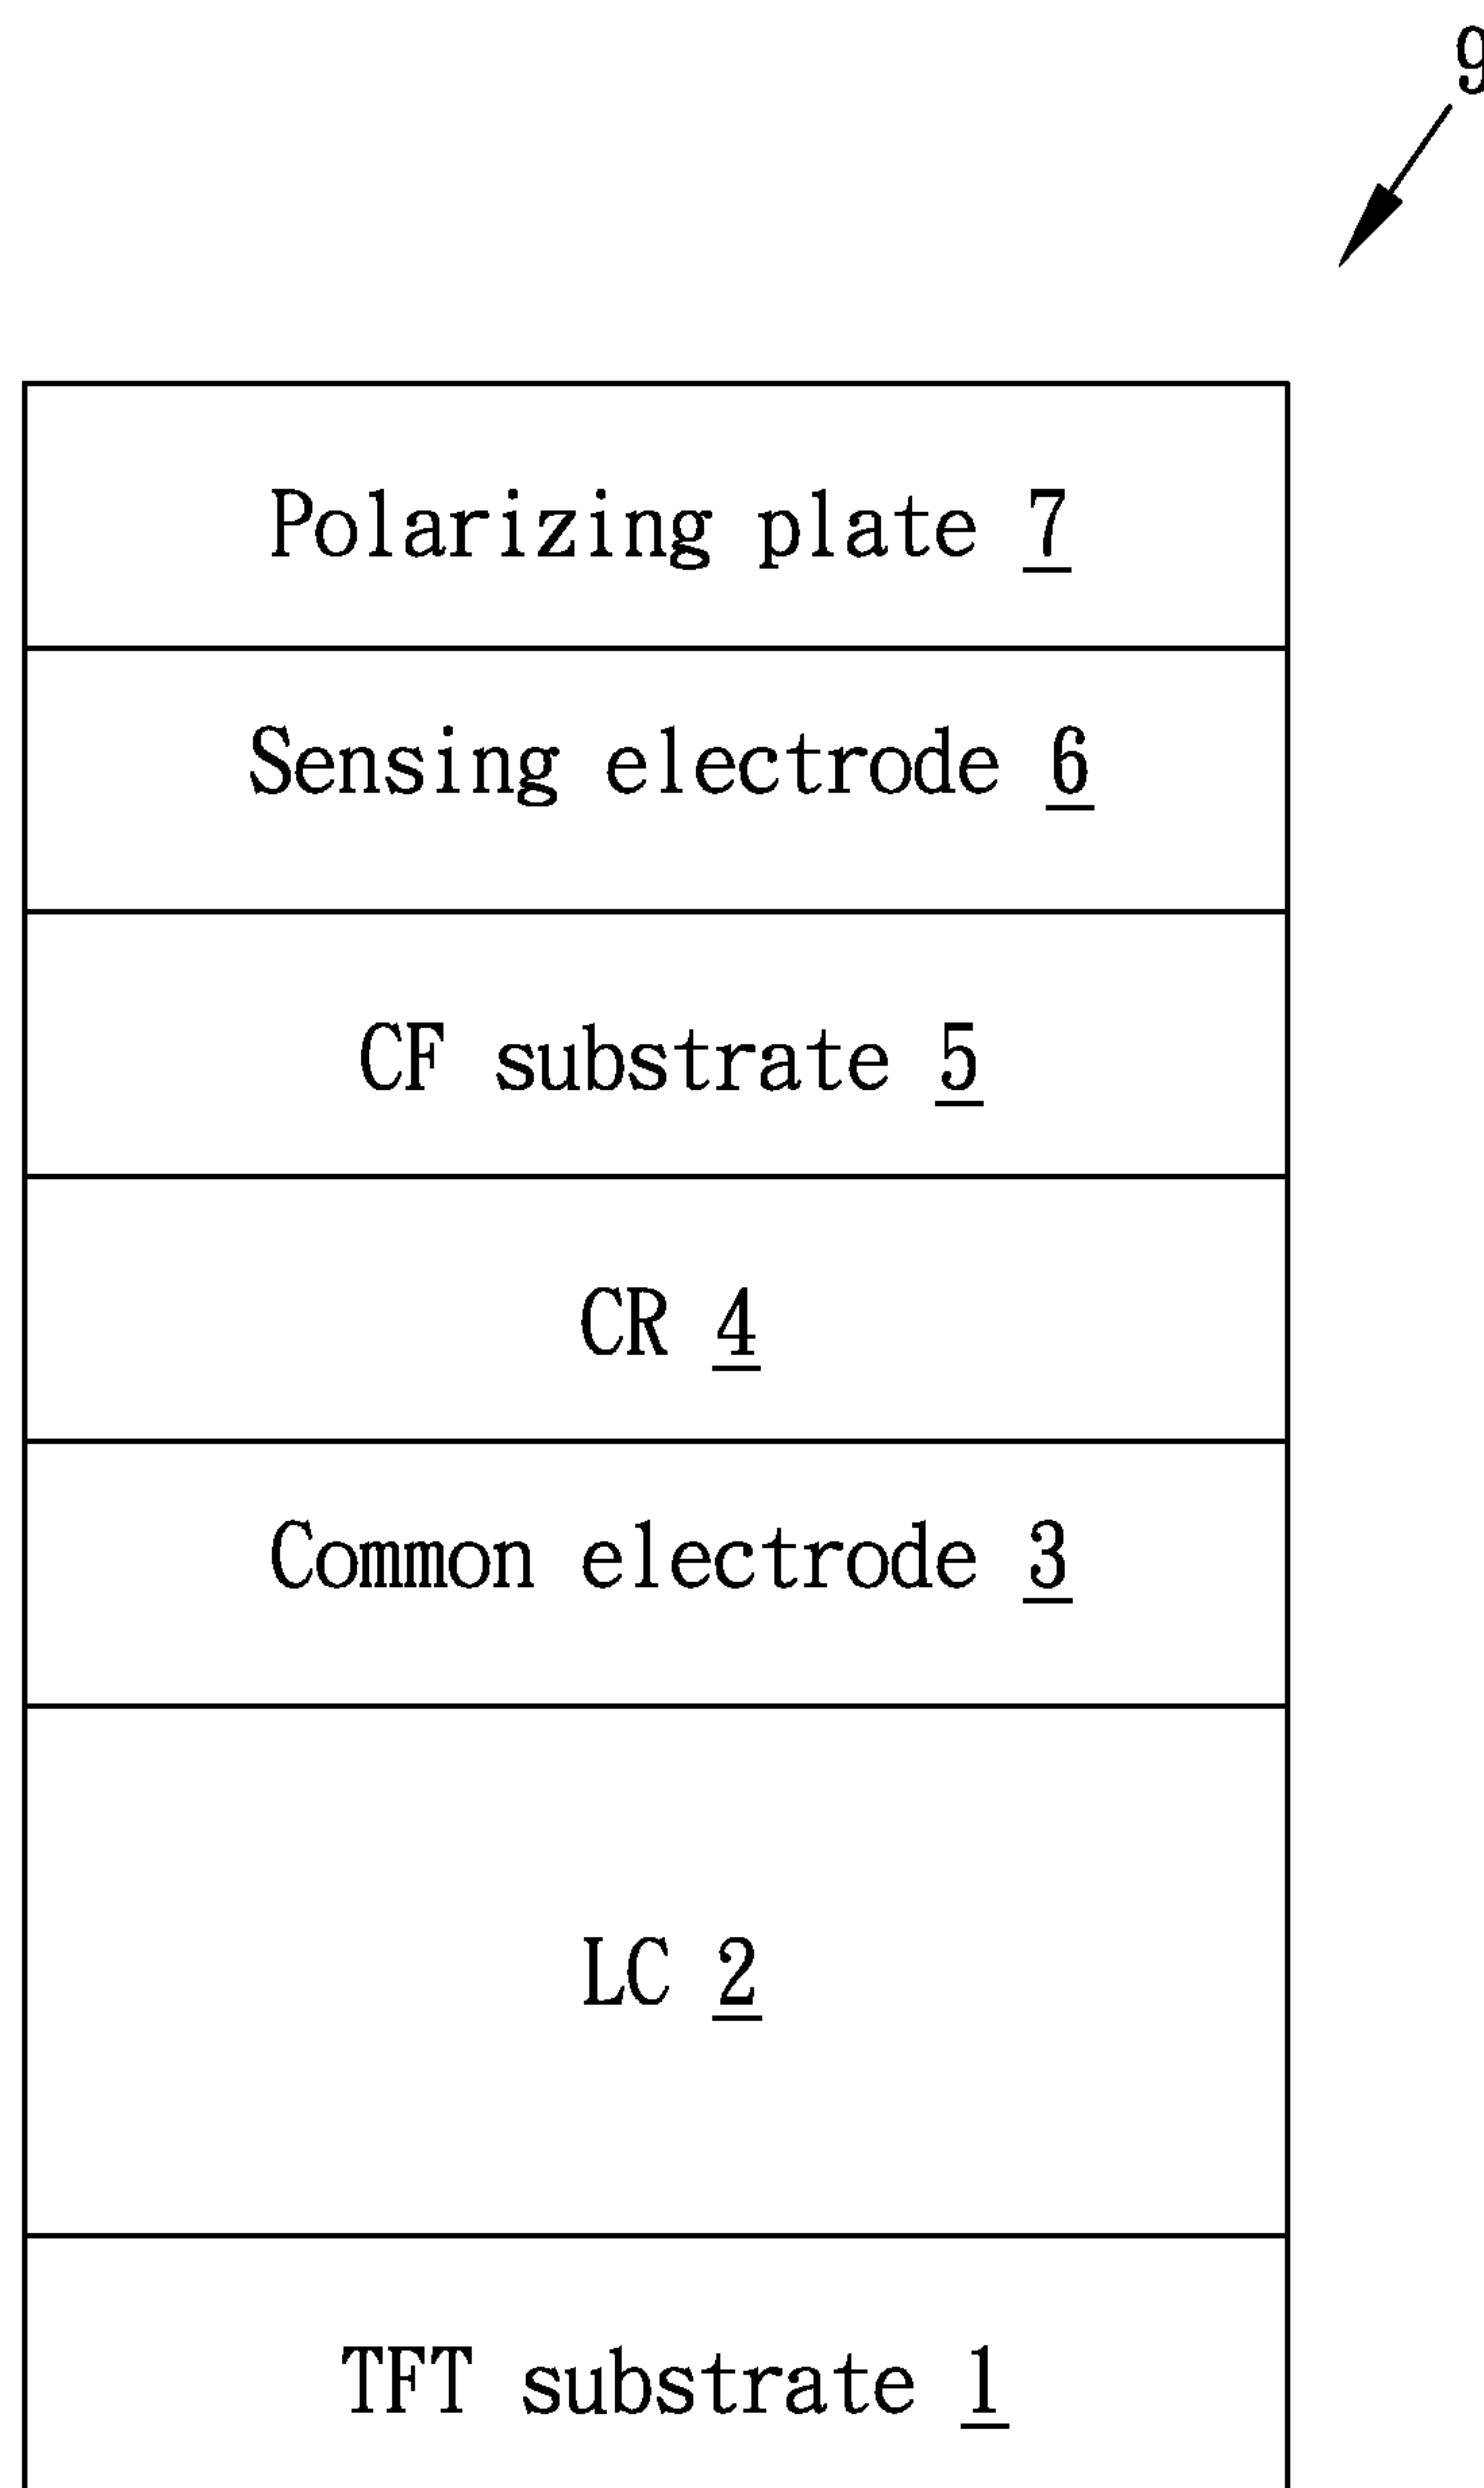 9
Polarizing plate 7
Sensing electrode 6
CF substrate 5
CR 4
Common electrode 3
LC 2
TFT substrate 1